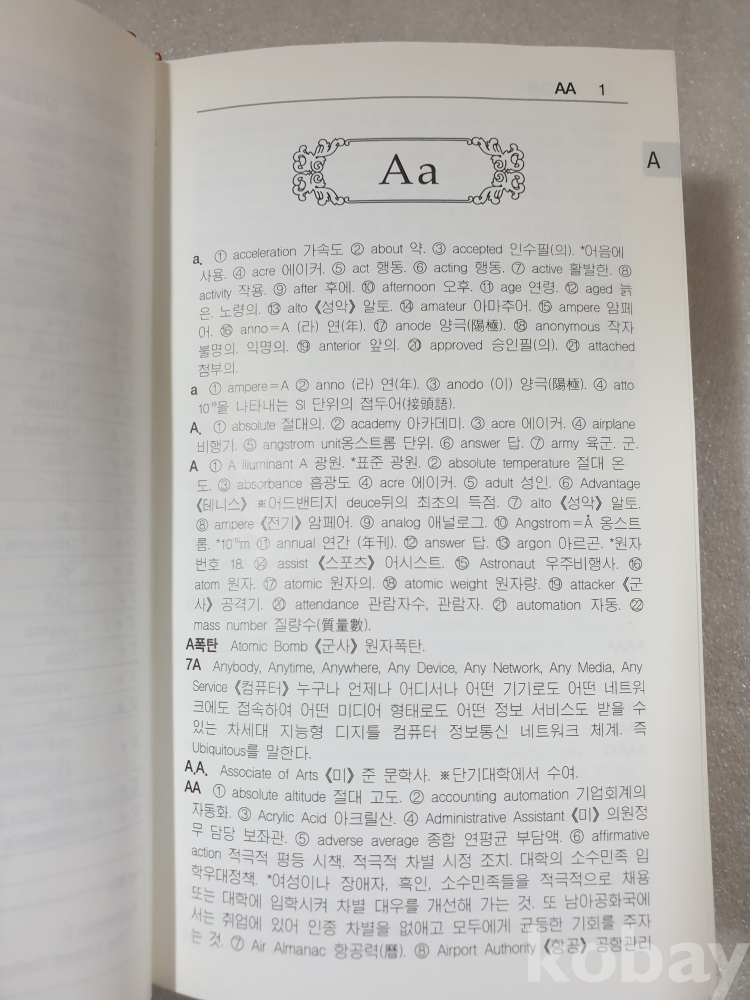 AA 1
A
Aa
a. ① acceleration 가속도 ② about 약. ③ accepted 인수필(의). *어음에
사용. ④ acre 에이커. ⑤ act 행동. ⑥ acting 행동. ⑦ active 활발한. ⑧
activity 작용. ⑨ after 후에. ⑩ afternoon 오후. ⑪ age 연령. ⑫ aged 늙
은. 노령의. ⑬ alto《성악》알토. ⑭ amateur 아마추어. ⑮ ampere 암페
어. ⑯ anno=A (라) 연(年). ⑰ anode 양극(陽極). ⑱ anonymous 작자
불명의. 익명의. ⑲ anterior 앞의. ⑳ approved 승인필(의). ㉑ attached
첨부의.
a ① ampere=A ② anno (라) 연(年). ③ anodo (이) 양극(陽極). ④ atto
을 나타내는 SI 단위의 접두어(接頭語).
A. ① absolute 절대의. ② academy 아카데미. ③ acre 에이커. ④ airplane
비행기. ⑤ angstrom unit옹스트롬 단위. ⑥ answer 답. ⑦ army 육군. 군.
A ① A illuminant A 광원. *표준 광원. ② absolute temperature 절대 온
도. ③ absorbance 흡광도 ④ acre 에이커. ⑤ adult 성인. ⑥ Advantage
《테니스》※어드밴티지 deuce뒤의 최초의 득점. ⑦ alto《성악》알토.
⑧ ampere《전기》암페어. ⑨ analog 애널로그. ⑩ Angstrom=Å 옹스트
롬. ⑪ annual 연간 (年刊). ⑫ answer 답. ⑬ argon 아르곤. *원자
번호 18. ⑭ assist《스포츠》어시스트. ⑮ Astronaut 우주비행사. ⑯
atom 원자. ⑰ atomic 원자의. ⑱ atomic weight 원자량. ⑲ attacker《군
사》공격기. ⑳ attendance 관람자수, 관람자. ㉑ automation 자동. ㉒
mass number 질량수(質量數).
A폭탄 Atomic Bomb《군사》원자폭탄.
7A Anybody, Anytime, Anywhere, Any Device, Any Network, Any Media, Any
Service《컴퓨터》누구나 언제나 어디서나 어떤 기기로도 어떤 네트워
크에도 접속하여 어떤 미디어 형태로도 어떤 정보 서비스도 받을 수
있는 차세대 지능형 디지틀 컴퓨터 정보통신 네트워크 체계. 즉
Ubiquitous를 말한다.
A.A. Associate of Arts《미》준 문학사. ※단기대학에서 수여.
AA ① absolute altitude 절대 고도. ② accounting automation 기업회계의
자동화. ③ Acrylic Acid 아크릴산. ④ Administrative Assistant《미》의원정
무 담당 보좌관. ⑤ adverse average 종합 연평균 부담액. ⑥ affirmative
action 적극적 평등 시책. 적극적 차별 시정 조치. 대학의 소수민족 입
학우대정책. *여성이나 장애자, 흑인, 소수민족들을 적극적으로 채용
또는 대학에 입학시켜 차별 대우를 개선해 가는 것. 또 남아공화국에
서는 취업에 있어 인종 차별을 없애고 모두에게 균등한 기회를 주자
는 것. ⑦ Air Almanac 항공력(曆). ⑧ Airport Authority《항공》공항관리
kobay